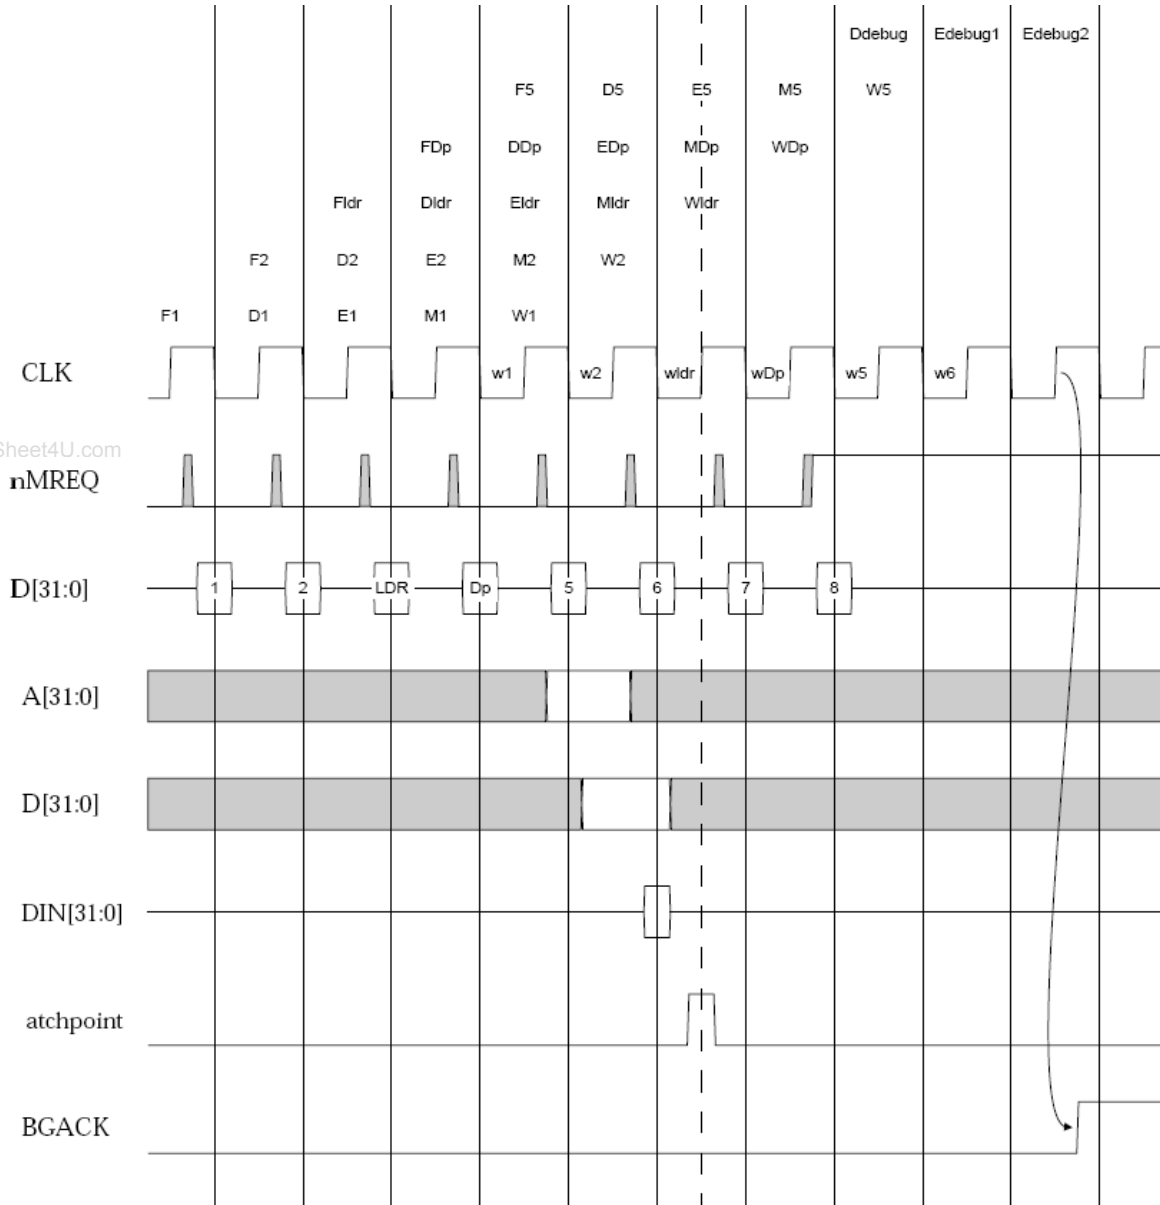 Ddebug Edebug1 Edebug2
F5 D5 E5 M5 W5
FDp DDp EDp MDp WDp
Fldr Dldr Eldr Mldr Wldr
F2 D2 E2 M2 W2
F1 D1 E1 M1 W1
CLK w1 w2 wldr wDp w5 w6
Sheet4U.com
nMREQ
D[31:0] 1 2 LDR Dp 5 6 7 8
A[31:0]
D[31:0]
DIN[31:0]
atchpoint
BGACK